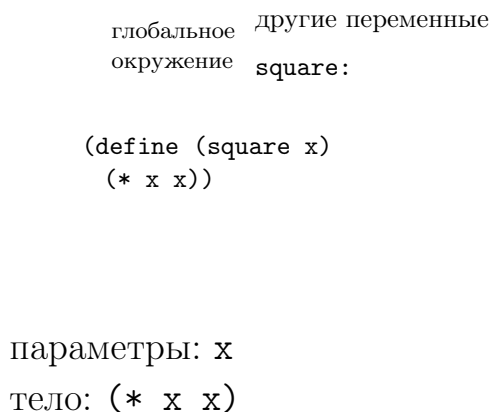 глобальное
окружение
другие переменные
square:
(define (square x)
(* x x))
параметры: x
тело: (* x x)